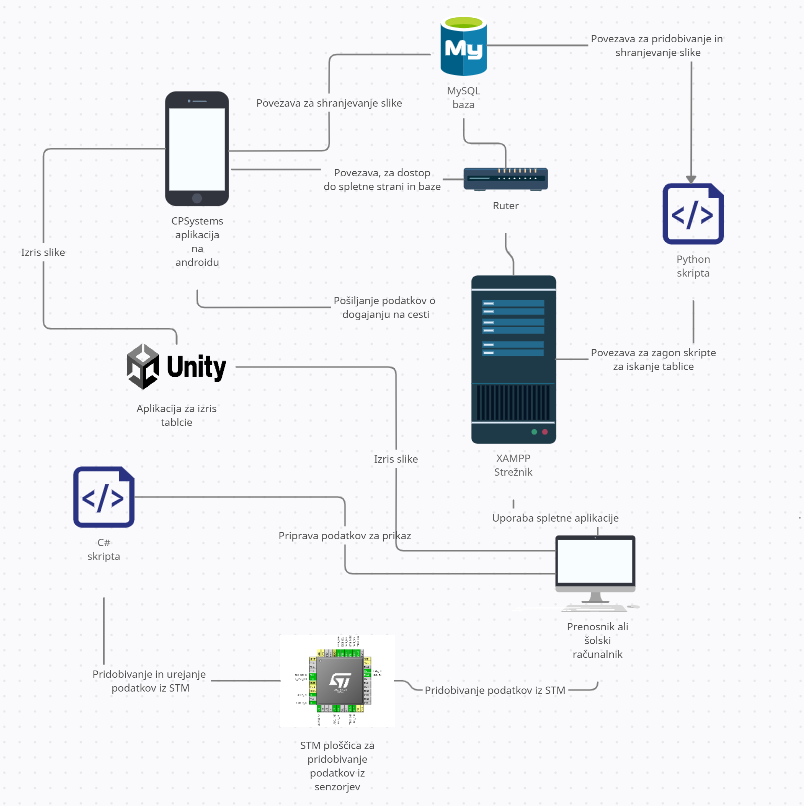 My
Povezava za pridobivanje in
shranjevanje slike
MySQL
baza
Povezava za shranjevanje slike
Povezava, za dostop
do spletne strani in baze
Ruter
CPSystems
aplikacija
na
androidu
Izris slike
Python
skripta
Pošiljanje podatkov o
dogajanju na cesti
Unity
Aplikacija za izris
tablcie
Povezava za zagon skripte
za iskanje tablice
Izris slike
XAMPP
Strežnik
Uporaba spletne aplikacije
C#
skripta
Priprava podatkov za prikaz
Prenosnik ali
šolski
računalnik
Pridobivanje in urejanje
podatkov iz STM
ST
Pridobivanje podatkov iz STM
STM ploščica za
pridobivanje
podatkov iz
senzorjev